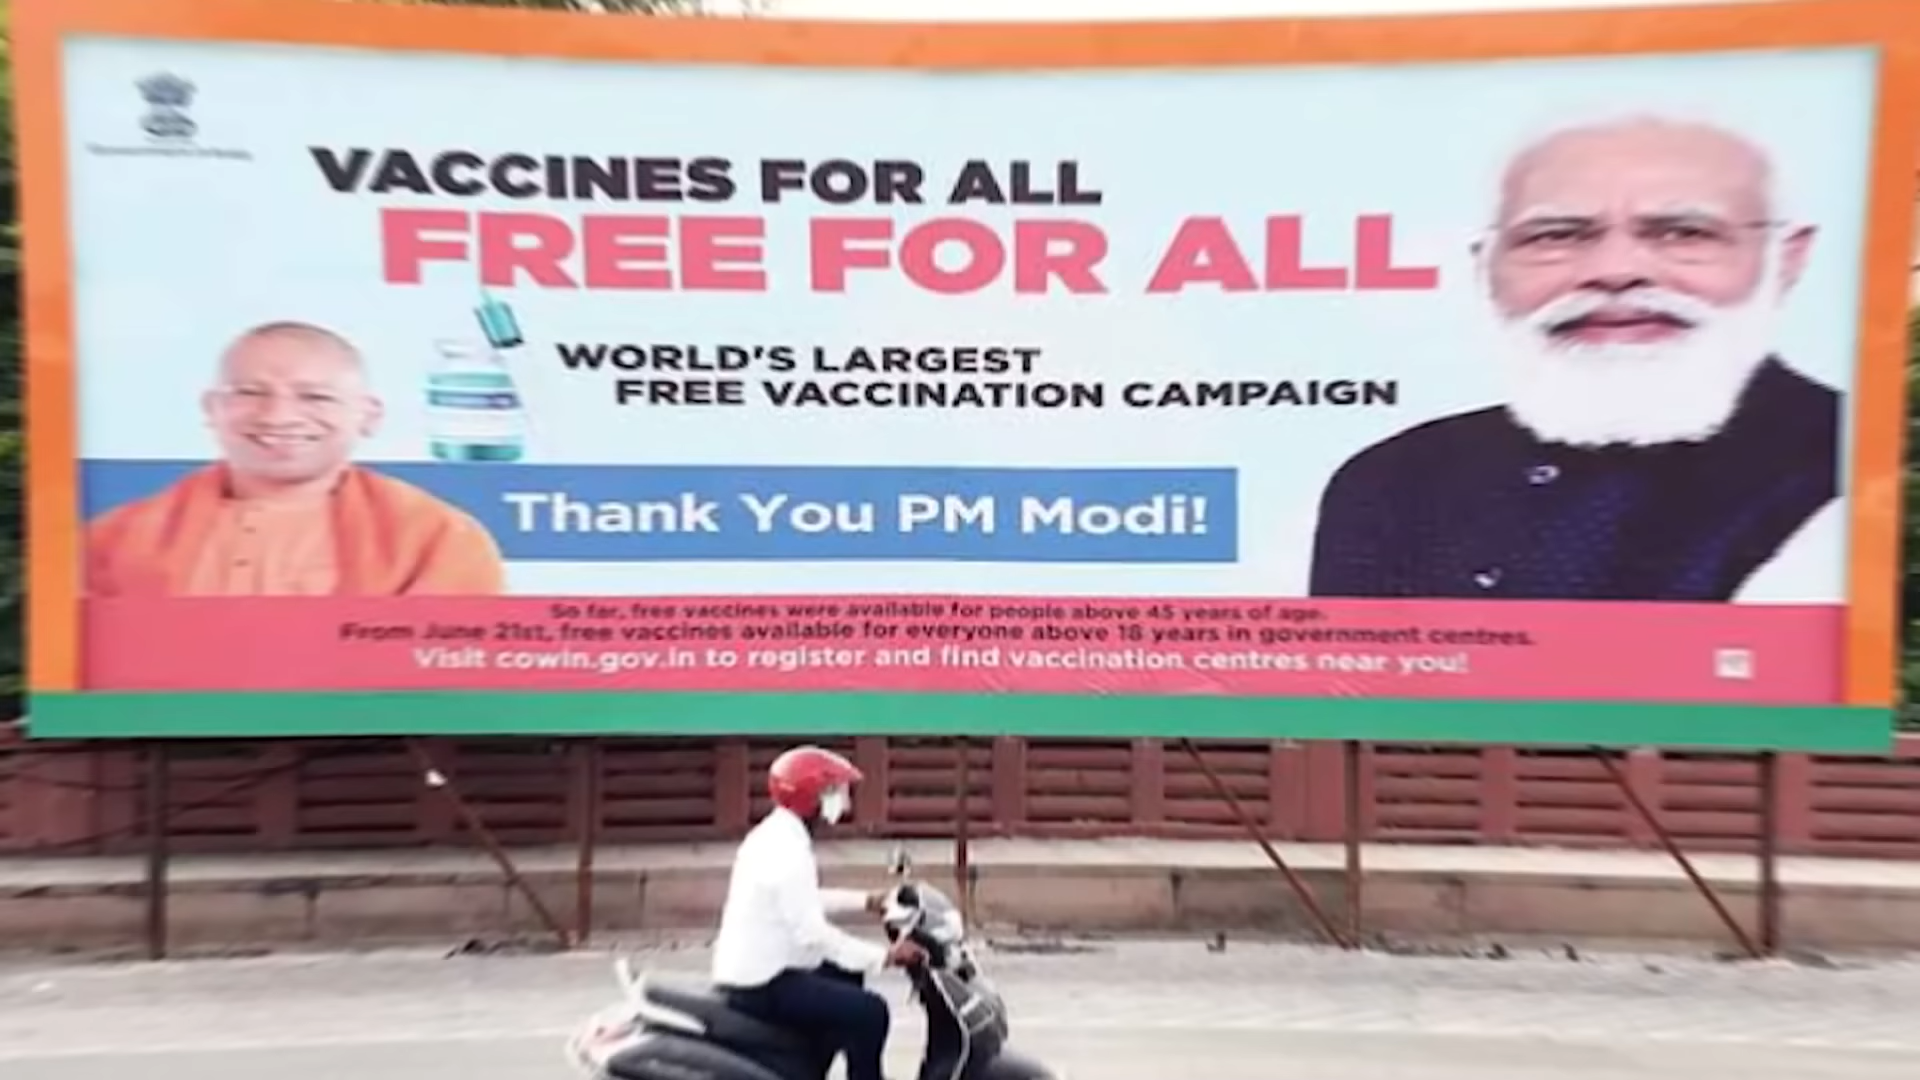 VACCINES FOR ALL
FREE FOR ALL
WORLD'S LARGEST
FREE VACCINATION CAMPAIGN
Thank You PM Modi!
So far, free vaccines were available for people above 45 years of age.
From June 21st, free vaccines available for everyone above 18 years in government centres.
Visit cowin.gov.in to register and find vaccination centres near you!